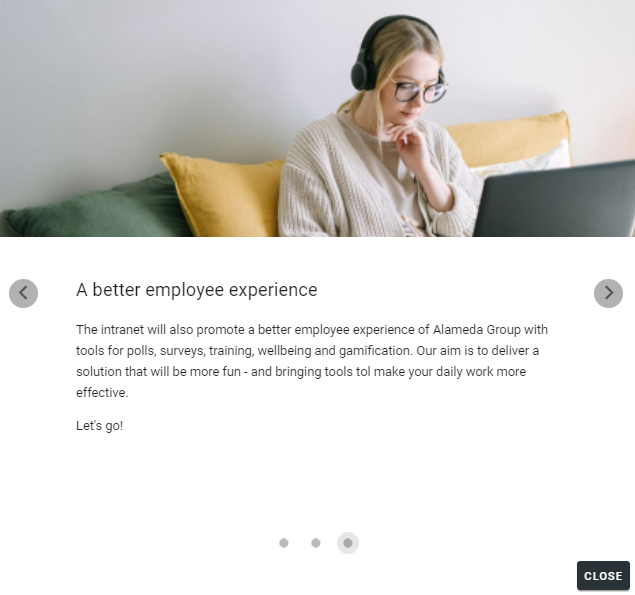 A better employee experience
The intranet will also promote a better employee experience of Alameda Group with
tools for polls, surveys, training, wellbeing and gamification. Our aim is to deliver a
solution that will be more fun - and bringing tools tol make your daily work more
effective.
Let's go!
CLOSE